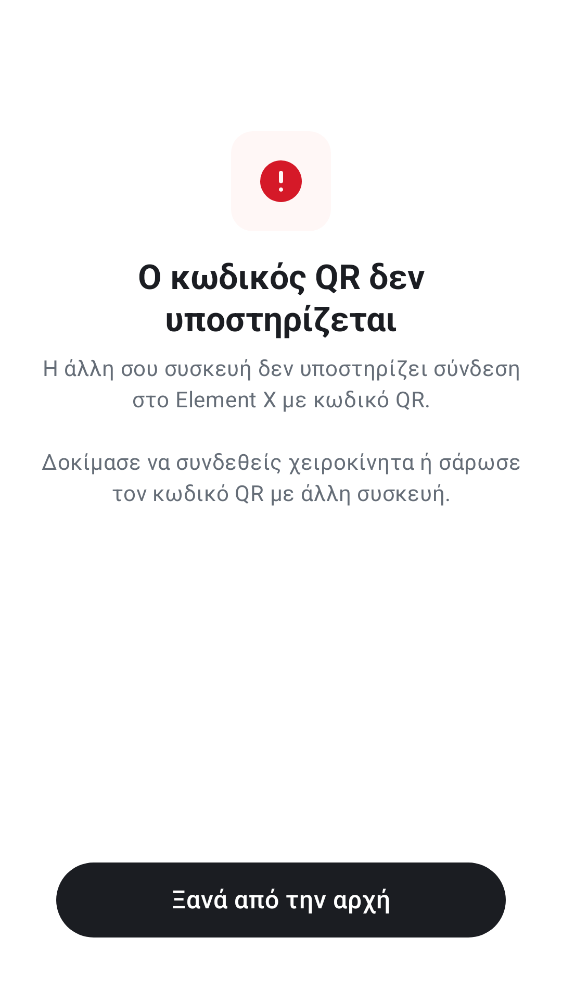 Ο κωδικός QR δεν
υποστηρίζεται
Η άλλη σου συσκευή δεν υποστηρίζει σύνδεση
στο Element X με κωδικό QR.
Δοκίμασε να συνδεθείς χειροκίνητα ή σάρωσε
τον κωδικό QR με άλλη συσκευή.
Ξανά από την αρχή